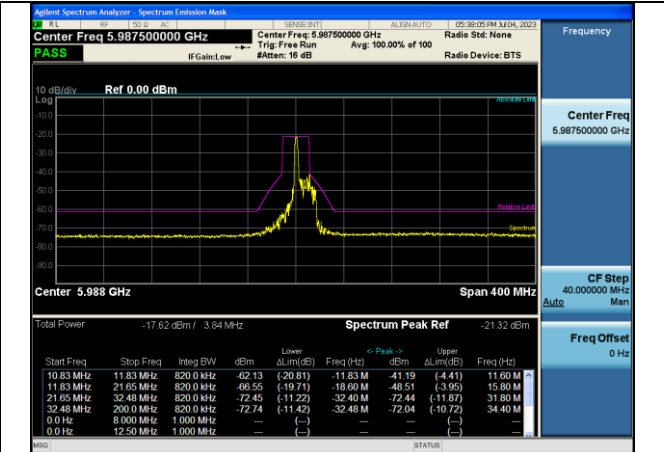 Agilent Spectrum Analyzer - Spectrum Emission Mask
RL RF 50 Ω AC SENSE:INT ALIGN AUTO 05:38:05 PM Jul 04, 2023
Center Freq 5.987500000 GHz Center Freq: 5.987500000 GHz Radio Std: None Frequency
Trig: Free Run Avg: 100.00% of 100
PASS IFGain:Low #Atten: 16 dB Radio Device: BTS
10 dB/div Ref 0.00 dBm
Log Absolute Limit
-10.0
Center Freq
5.987500000 GHz
-20.0
-30.0
-40.0
-50.0
-60.0 Relative Limit
-70.0 Spectrum
-80.0
-90.0
Center 5.988 GHz Span 400 MHz
CF Step
40.000000 MHz
Auto Man
Total Power -17.62 dBm / 3.84 MHz Spectrum Peak Ref -21.32 dBm
Freq Offset
0 Hz
Lower <- Peak -> Upper
Start Freq Stop Freq Integ BW dBm ΔLim(dB) Freq (Hz) dBm ΔLim(dB) Freq (Hz)
10.83 MHz 11.83 MHz 820.0 kHz -62.13 (-20.81) -11.83 M -41.19 (-4.41) 11.60 M
11.83 MHz 21.65 MHz 820.0 kHz -66.55 (-19.71) -18.60 M -48.51 (-3.95) 15.80 M
21.65 MHz 32.48 MHz 820.0 kHz -72.45 (-11.22) -32.40 M -72.44 (-11.87) 31.80 M
32.48 MHz 200.0 MHz 820.0 kHz -72.74 (-11.42) -32.48 M -72.04 (-10.72) 34.40 M
0.0 Hz 8.000 MHz 1.000 MHz --- (---) --- (---)
0.0 Hz 12.50 MHz 1.000 MHz --- (---) --- (---)
MSG STATUS